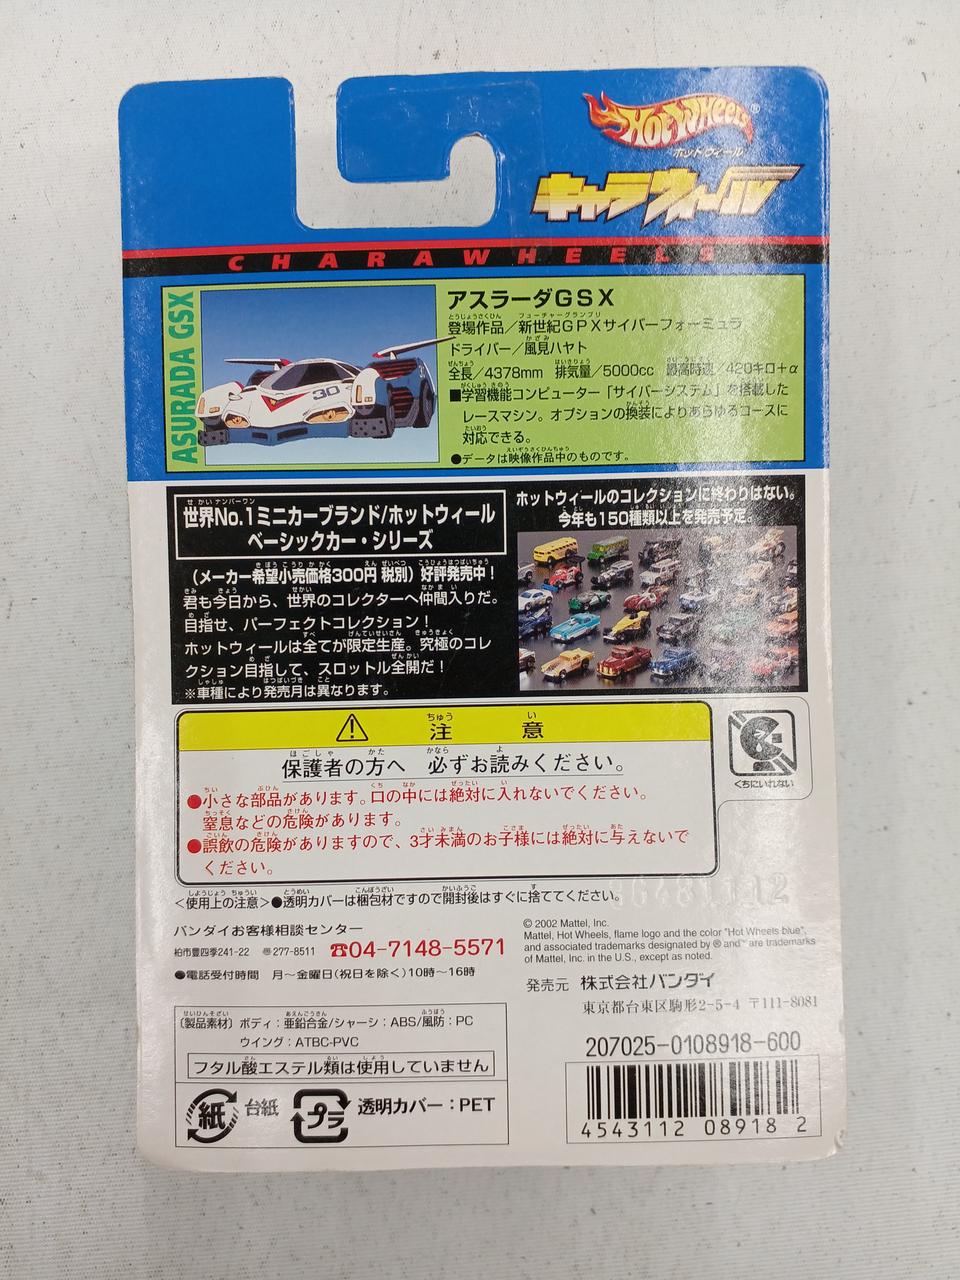 HOT WHEELS®
ホットウィール
キャラウィール
CHARAWHEELS
ASURADA GSX
30
アスラーダGSX
登場作品／新世紀GPXサイバーフォーミュラ
ドライバー／風見ハヤト
全長／4378mm 排気量／5000cc 最高時速／420キロ+α
■学習機能コンピューター「サイバーシステム」を搭載した
レースマシン。オプションの換装によりあらゆるコースに
対応できる。
●データは映像作品中のものです。
世界No.1ミニカーブランド/ホットウィール
ベーシックカー・シリーズ
（メーカー希望小売価格300円 税別）好評発売中！
君も今日から、世界のコレクターへ仲間入りだ。
目指せ、パーフェクトコレクション！
ホットウィールは全てが限定生産。究極のコレ
クション目指して、スロットル全開だ！
※車種により発売月は異なります。
ホットウィールのコレクションに終わりはない。
今年も150種類以上を発売予定。
注意
保護者の方へ 必ずお読みください。
●小さな部品があります。口の中には絶対に入れないでください。
窒息などの危険があります。
●誤飲の危険がありますので、3才未満のお子様には絶対に与えないで
ください。
くちにいれない
＜使用上の注意＞●透明カバーは梱包材ですので開封後はすぐに捨ててください。
バンダイお客様相談センター
柏市豊四季241-22 〒277-8511 ☎04-7148-5571
●電話受付時間 月〜金曜日(祝日を除く)10時〜16時
© 2002 Mattel, Inc.
Mattel, Hot Wheels, flame logo and the color "Hot Wheels blue",
and associated trademarks designated by ® and ™ are trademarks
of Mattel, Inc. in the U.S., except as noted.
発売元 株式会社バンダイ
東京都台東区駒形2-5-4 〒111-8081
〔製品素材〕ボディ：亜鉛合金/シャーシ：ABS/風防：PC
ウイング：ATBC-PVC
フタル酸エステル類は使用していません
紙 台紙 プラ 透明カバー：PET
207025-0108918-600
4543112 08918 2